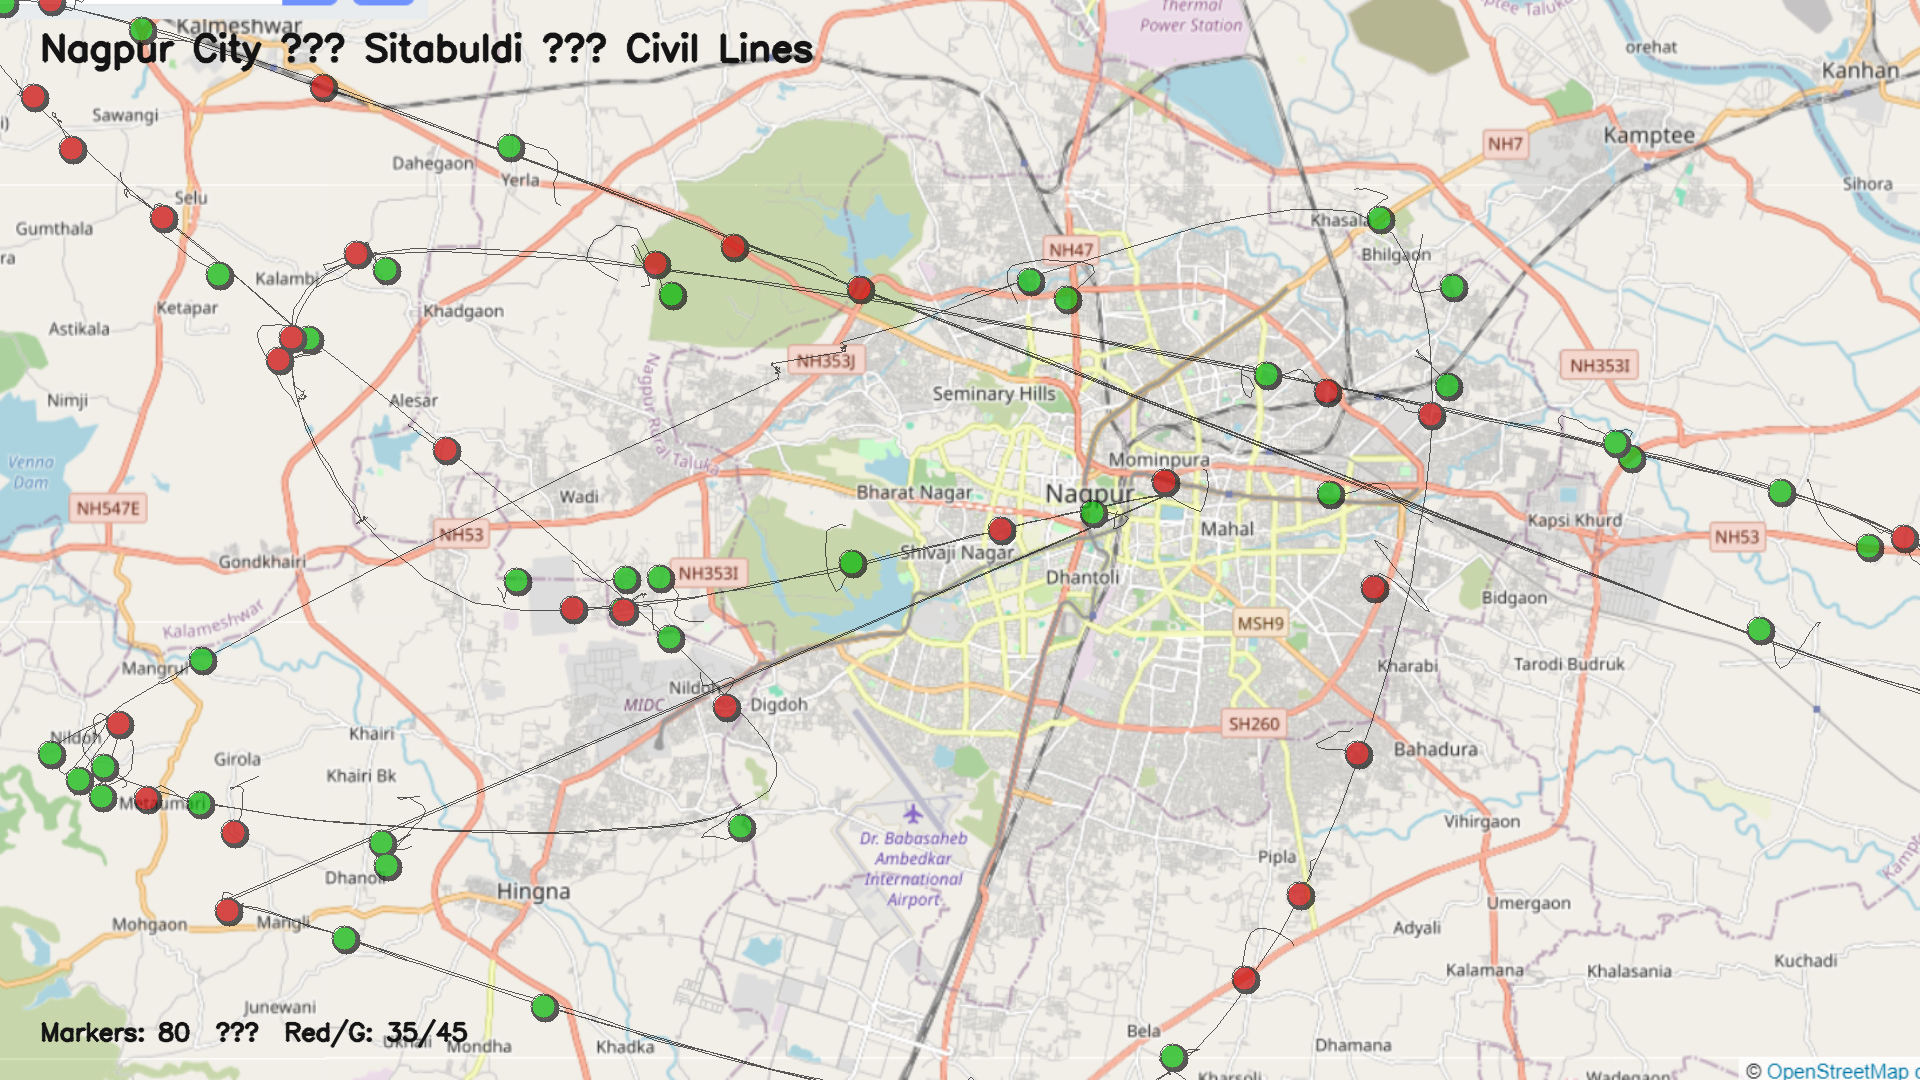 Kalmeshwar
Thermal
Power Station
Nagpur City ??? Sitabuldi ??? Civil Lines
orehat
Kanhan
Sawangi
Kamptee
NH7
Dahegaon
Yerla
Sihora
Selu
Gumthala
Khasala
NH47
Bhilgaon
Kalambi
Ketapar
Khadgaon
Astikala
NH353J
NH353I
Seminary Hills
Nimji
Alesar
Nagpur Rural Taluka
Mominpura
Venna
Dam
Wadi
Bharat Nagar
Nagpur
NH547E
Kapsi Khurd
Mahal
NH53
NH53
Shivaji Nagar
Gondkhairi
NH353I
Dhantoli
Bidgaon
Kalameshwar
MSH9
Mangrul
Kharabi
Tarodi Budruk
Nildoh
MIDC
Digdoh
SH260
Nildoh
Khairi
Bahadura
Girola
Khairi Bk
Metaumari
Vihirgaon
Dr. Babasaheb
Ambedkar
International
Airport
Pipla
Dhanoli
Hingna
Umergaon
Mohgaon
Mangli
Adyali
Kuchadi
Kalamana
Khalasania
Junewani
Markers: 80 ??? Red/G: 35/45
Bela
Mondha
Khadka
Dhamana
Kharsoli
Wadegaon
© OpenStreetMap